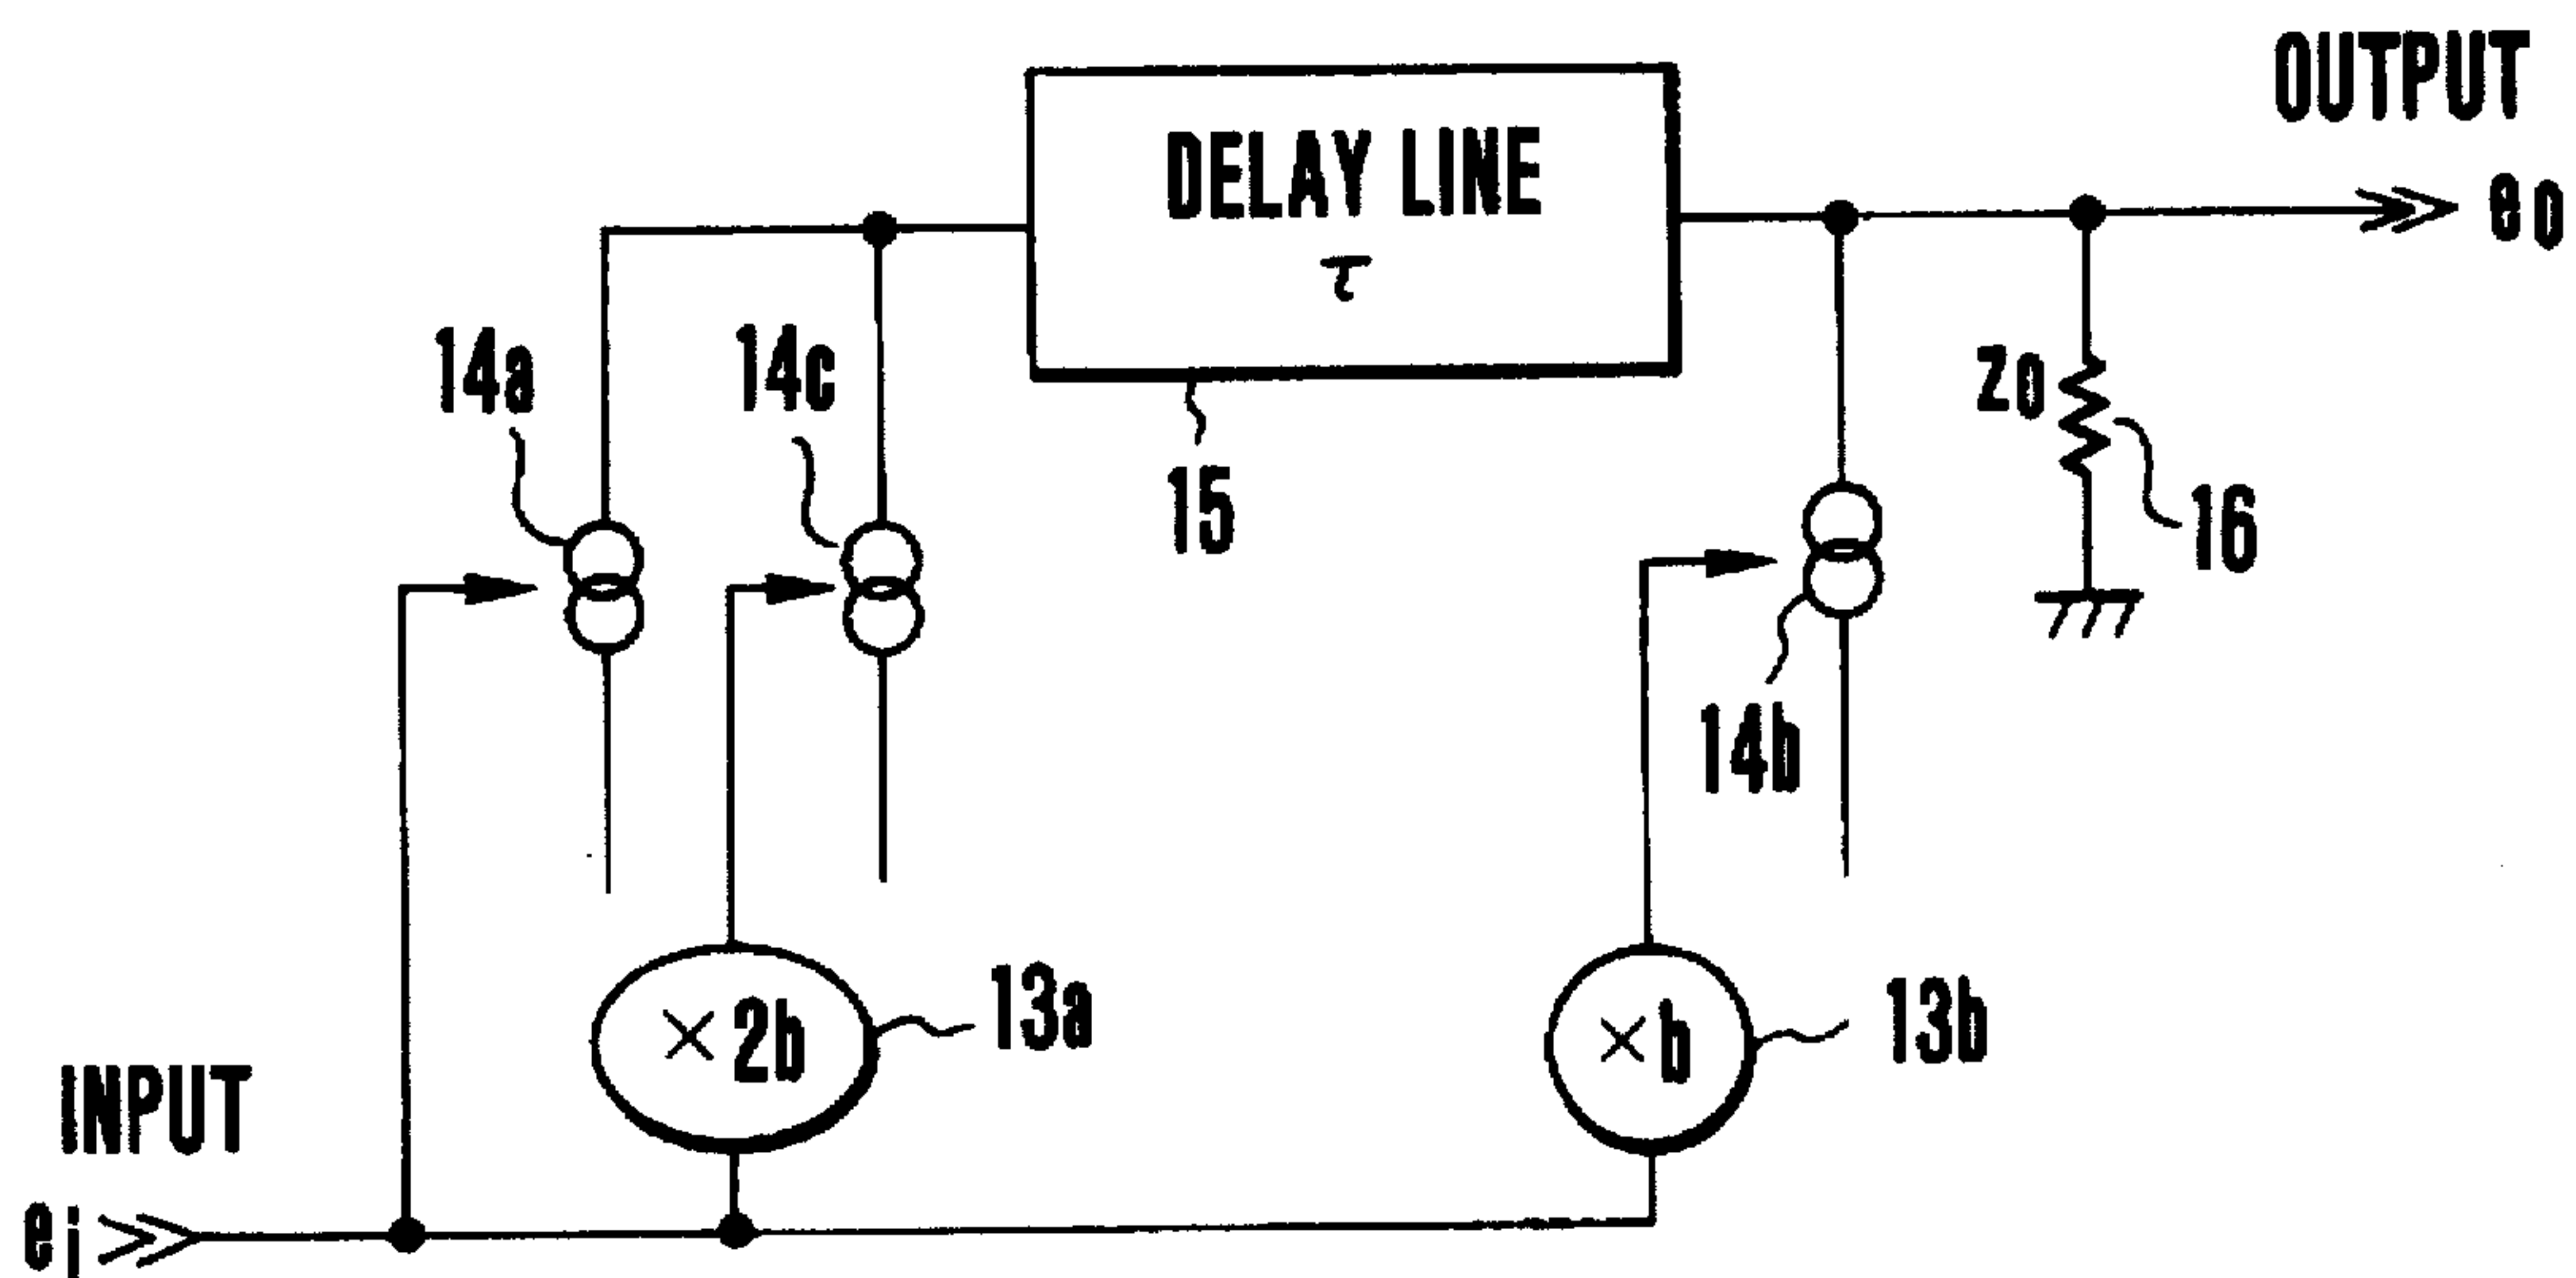 OUTPUT
DELAY LINE
τ
eo
14a
14c
zo
15
16
14b
× 2b
13a
× b
13b
INPUT
ei